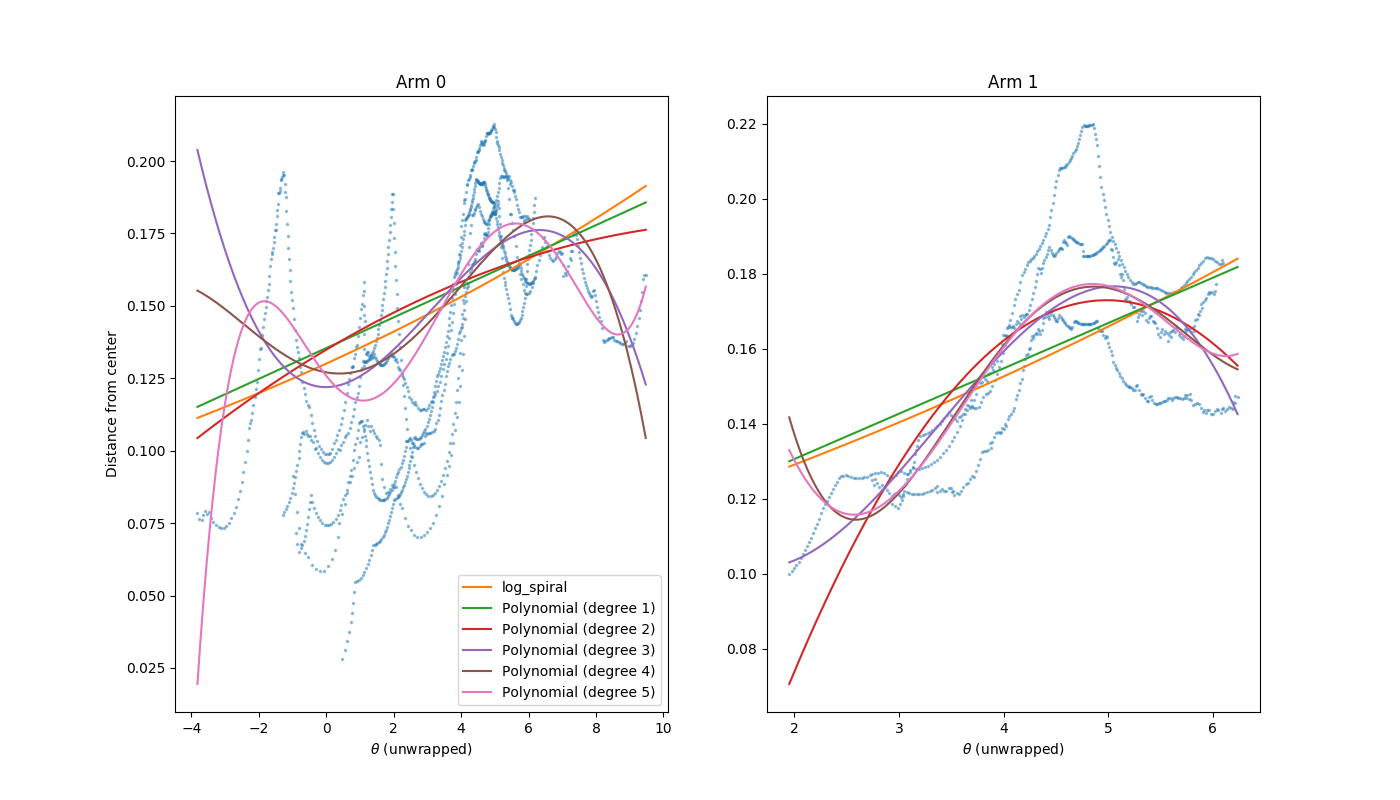 Arm 0
Distance from center
0.200
0.175
0.150
0.125
0.100
0.075
0.050
0.025
−4
−2
0
2
4
6
8
10
θ (unwrapped)
log_spiral
Polynomial (degree 1)
Polynomial (degree 2)
Polynomial (degree 3)
Polynomial (degree 4)
Polynomial (degree 5)
Arm 1
0.22
0.20
0.18
0.16
0.14
0.12
0.10
0.08
2
3
4
5
6
θ (unwrapped)